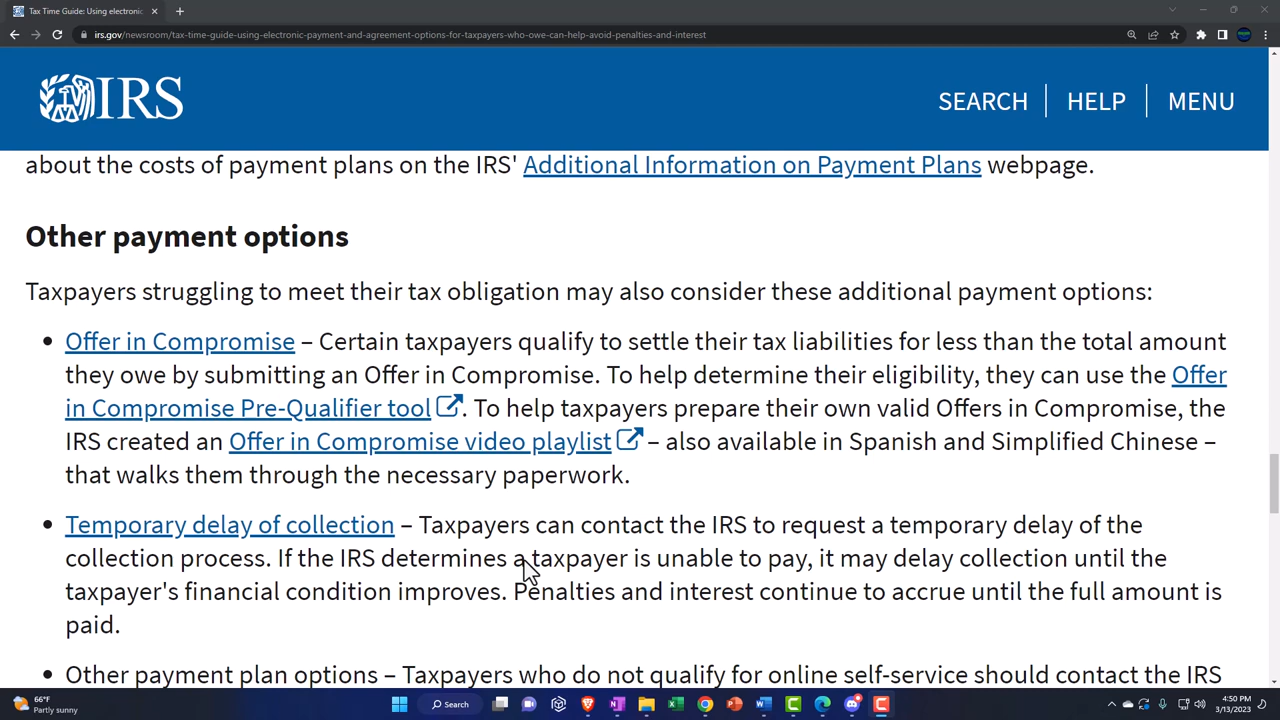 Tax Time Guide: Using electronic
irs.gov/newsroom/tax-time-guide-using-electronic-payment-and-agreement-options-for-taxpayers-who-owe-can-help-avoid-penalties-and-interest
IRS
SEARCH
HELP
MENU
about the costs of payment plans on the IRS' Additional Information on Payment Plans webpage.
Other payment options
Taxpayers struggling to meet their tax obligation may also consider these additional payment options:
• Offer in Compromise – Certain taxpayers qualify to settle their tax liabilities for less than the total amount
they owe by submitting an Offer in Compromise. To help determine their eligibility, they can use the Offer
in Compromise Pre-Qualifier tool. To help taxpayers prepare their own valid Offers in Compromise, the
IRS created an Offer in Compromise video playlist – also available in Spanish and Simplified Chinese –
that walks them through the necessary paperwork.
• Temporary delay of collection – Taxpayers can contact the IRS to request a temporary delay of the
collection process. If the IRS determines a taxpayer is unable to pay, it may delay collection until the
taxpayer's financial condition improves. Penalties and interest continue to accrue until the full amount is
paid.
• Other payment plan options – Taxpayers who do not qualify for online self-service should contact the IRS
66°F
Partly sunny
Search
4:50 PM
3/13/2023